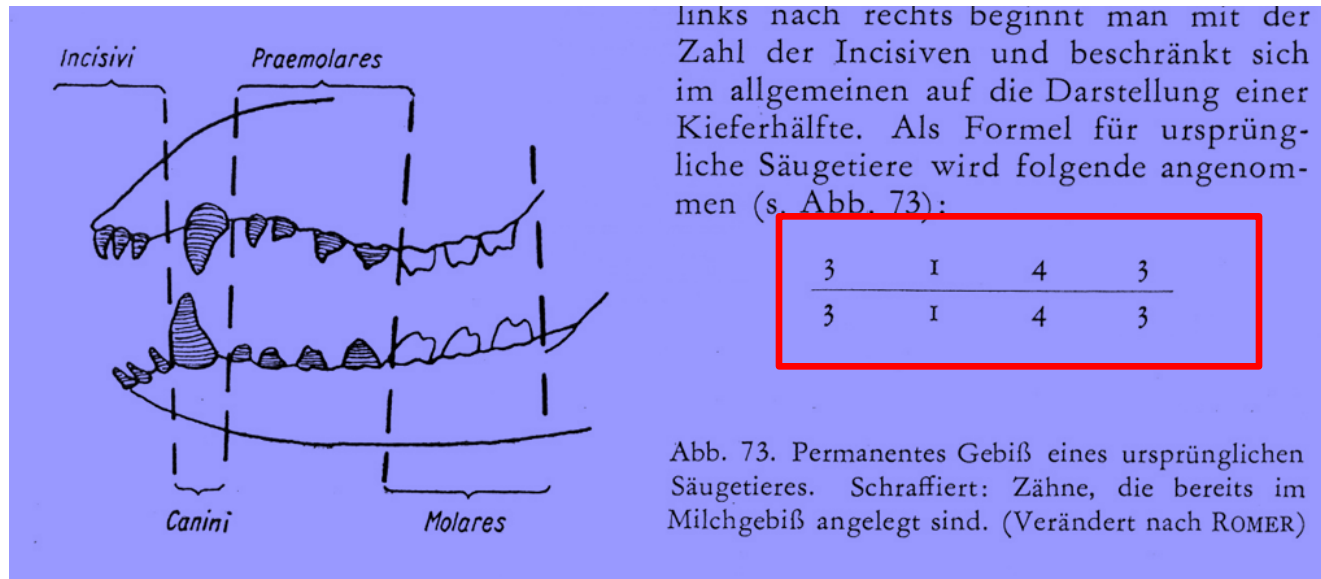 Incisivi
Praemolares
Canini
Molares
links nach rechts beginnt man mit der
Zahl der Incisiven und beschränkt sich
im allgemeinen auf die Darstellung einer
Kieferhälfte. Als Formel für ursprüng-
liche Säugetiere wird folgende angenom-
men (s. Abb. 73):
3 I 4 3
3 I 4 3
Abb. 73. Permanentes Gebiß eines ursprünglichen
Säugetieres. Schraffiert: Zähne, die bereits im
Milchgebiß angelegt sind. (Verändert nach ROMER)